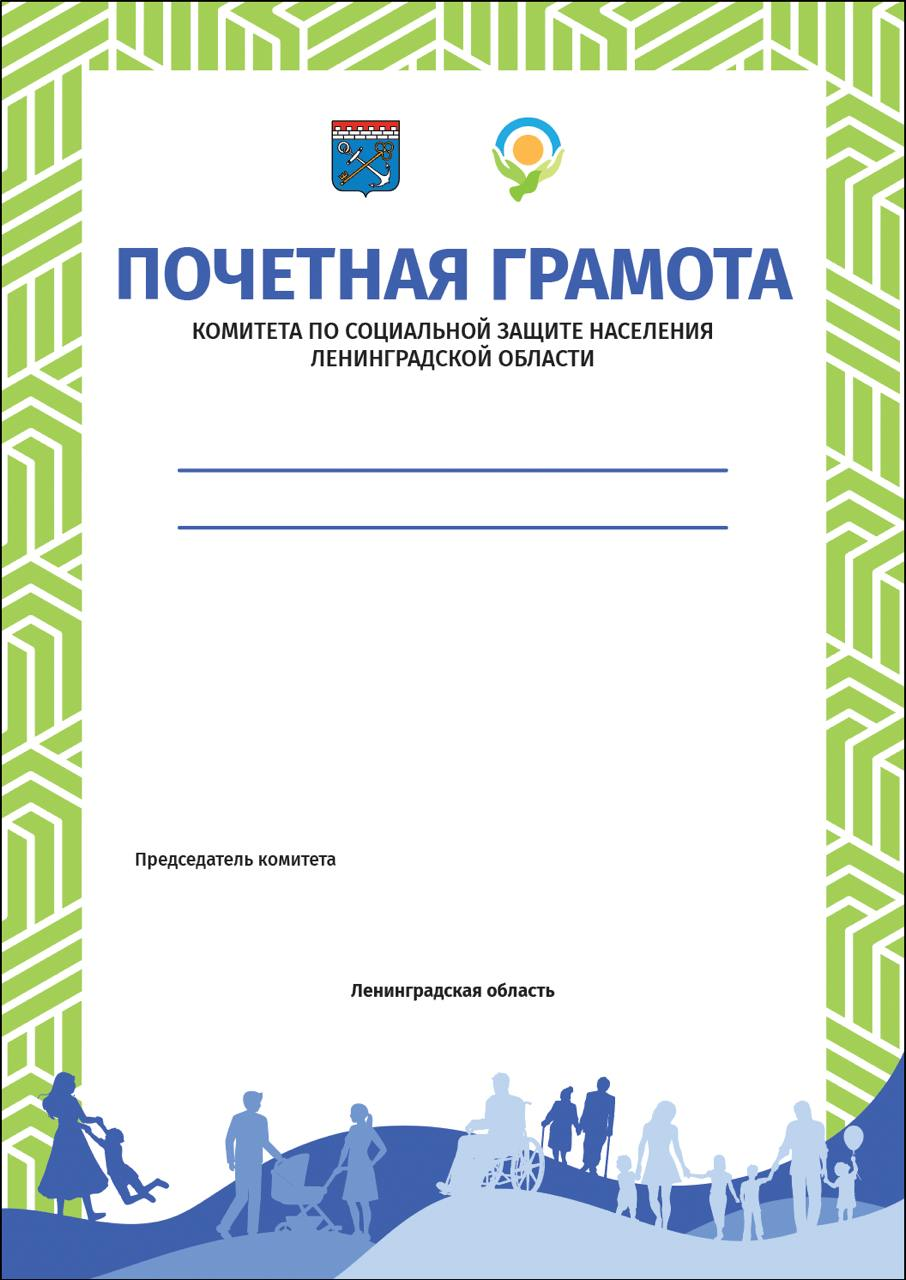 ПОЧЕТНАЯ ГРАМОТА
КОМИТЕТА ПО СОЦИАЛЬНОЙ ЗАЩИТЕ НАСЕЛЕНИЯ
ЛЕНИНГРАДСКОЙ ОБЛАСТИ
Председатель комитета
Ленинградская область